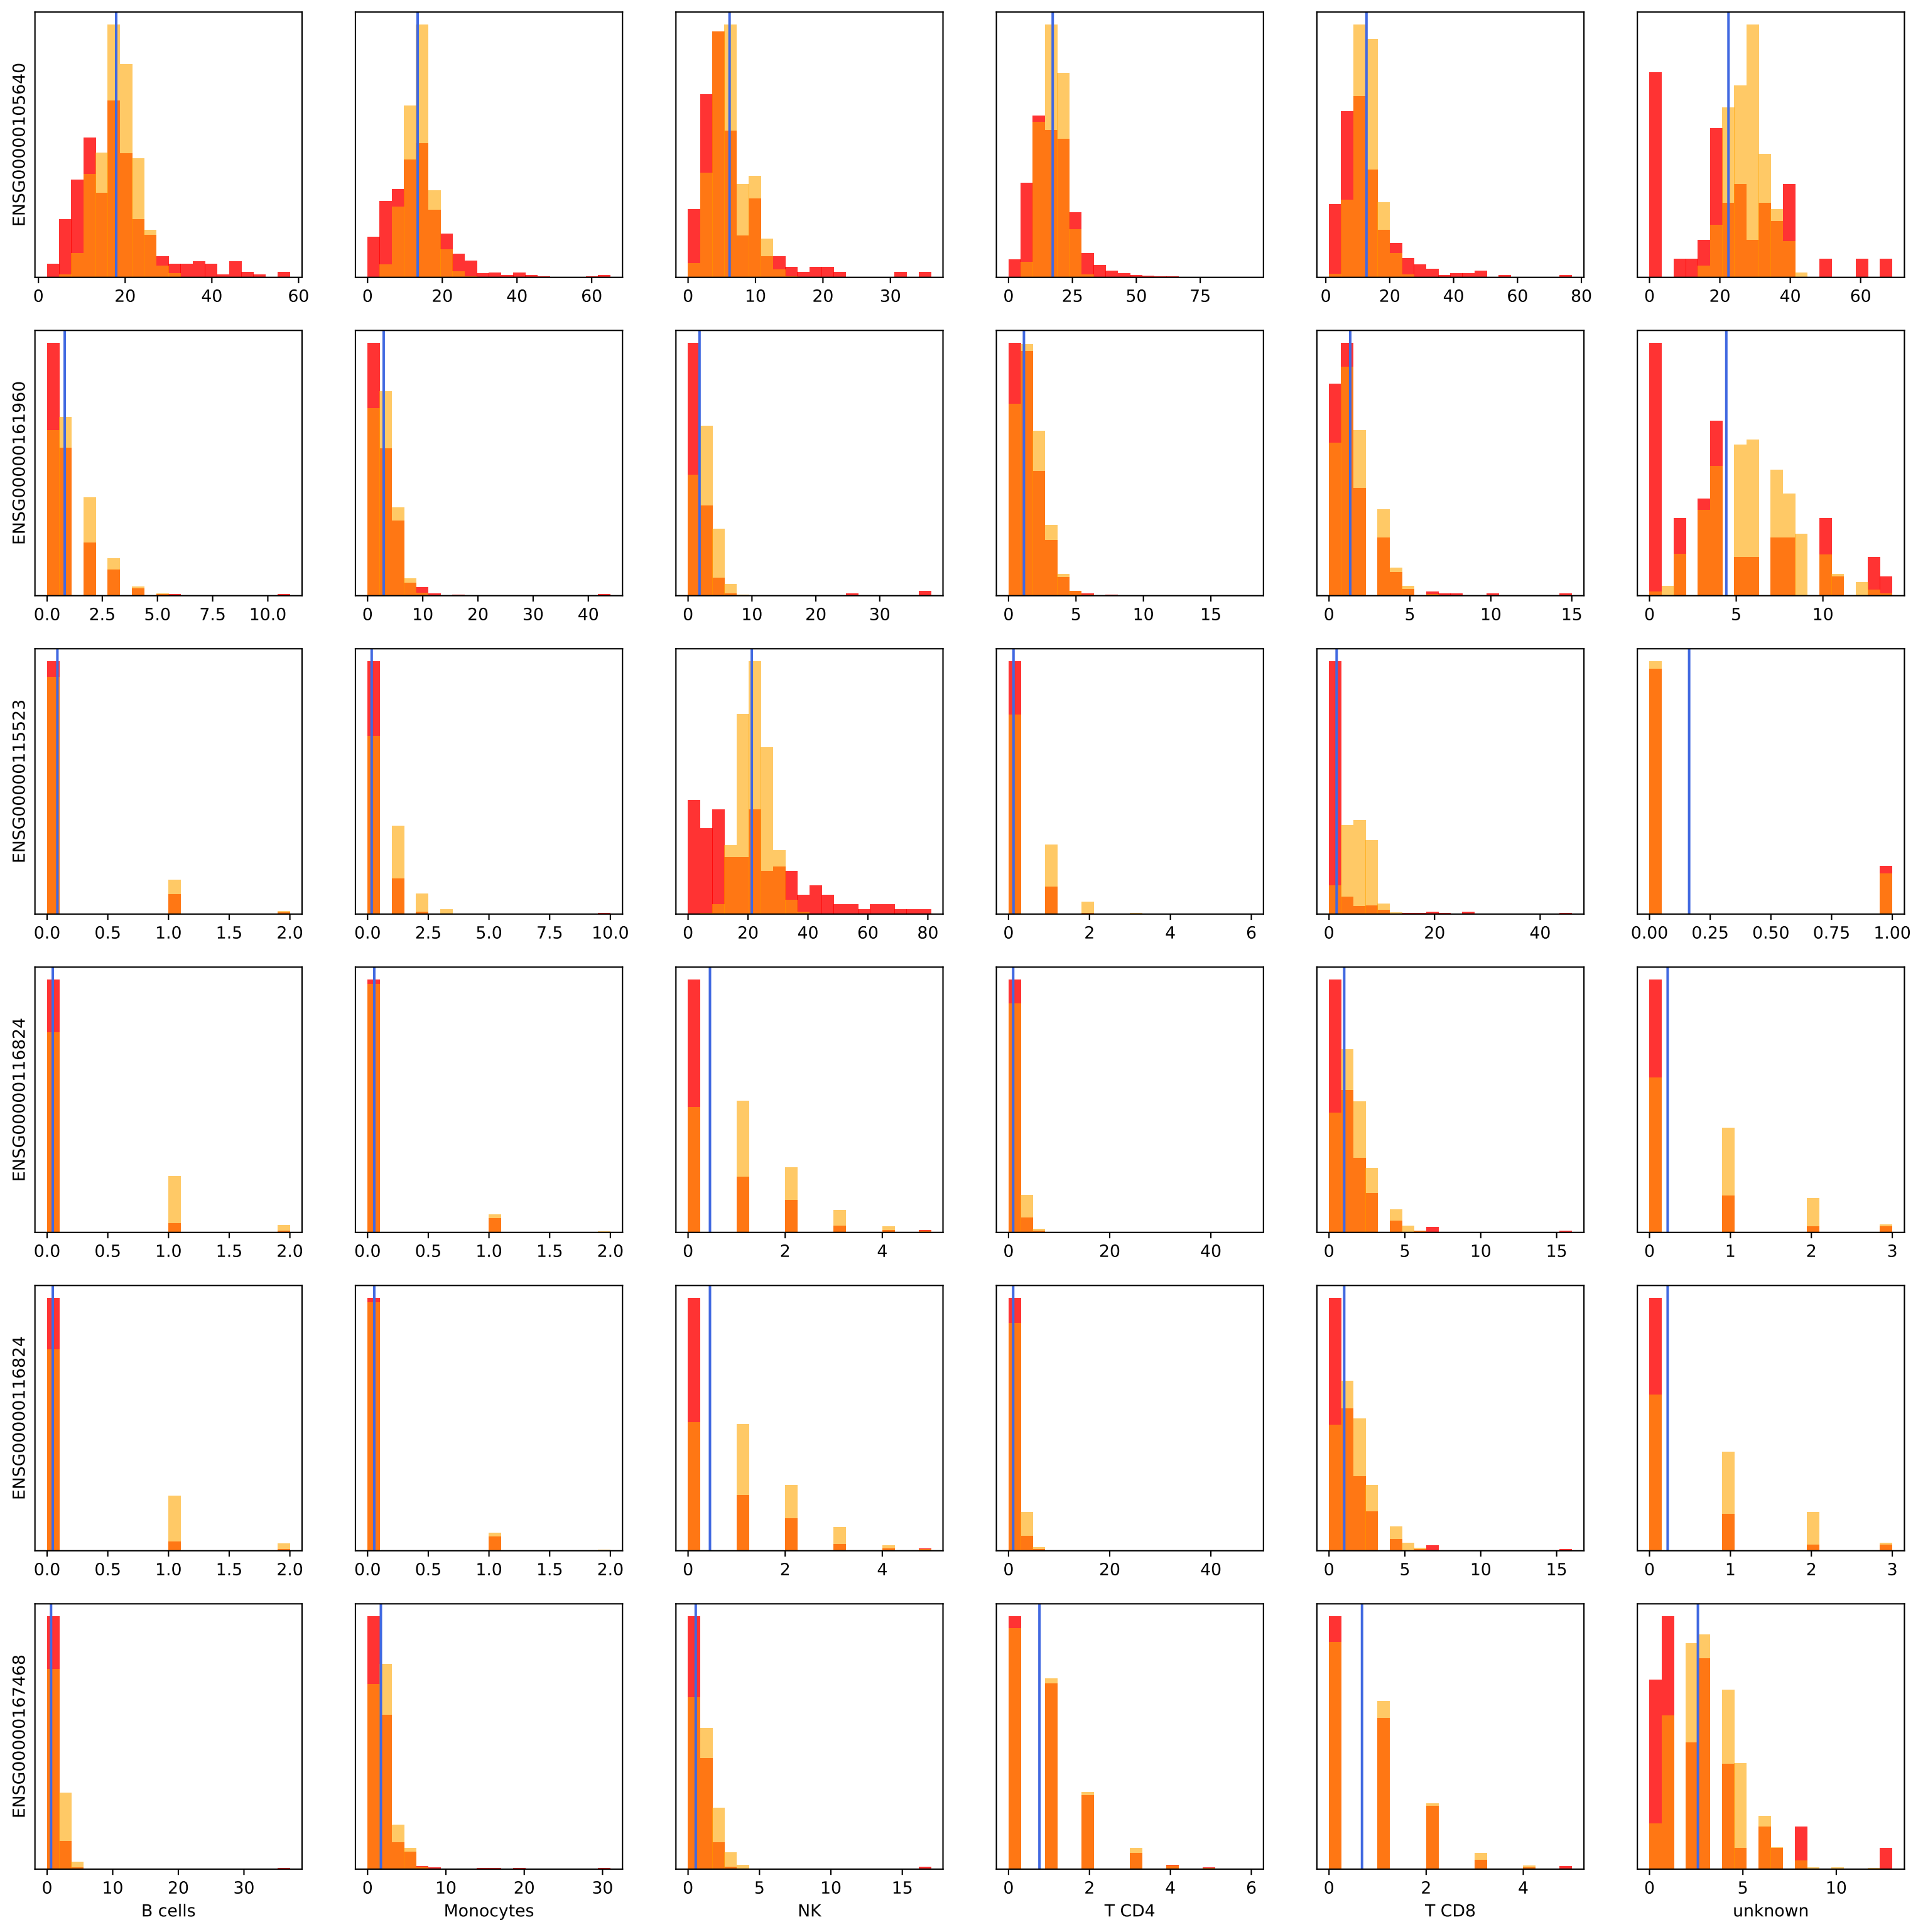 ENSG00000105640
0 20 40 60
0 20 40 60
0 10 20 30
0 25 50 75
0 20 40 60 80
0 20 40 60
ENSG00000161960
0.0 2.5 5.0 7.5 10.0
0 10 20 30 40
0 10 20 30
0 5 10 15
0 5 10 15
0 5 10
ENSG00000115523
0.0 0.5 1.0 1.5 2.0
0.0 2.5 5.0 7.5 10.0
0 20 40 60 80
0 2 4 6
0 20 40
0.00 0.25 0.50 0.75 1.00
ENSG00000116824
0.0 0.5 1.0 1.5 2.0
0.0 0.5 1.0 1.5 2.0
0 2 4
0 20 40
0 5 10 15
0 1 2 3
ENSG00000116824
0.0 0.5 1.0 1.5 2.0
0.0 0.5 1.0 1.5 2.0
0 2 4
0 20 40
0 5 10 15
0 1 2 3
ENSG00000167468
0 10 20 30
B cells
0 10 20 30
Monocytes
0 5 10 15
NK
0 2 4 6
T CD4
0 2 4
T CD8
0 5 10
unknown